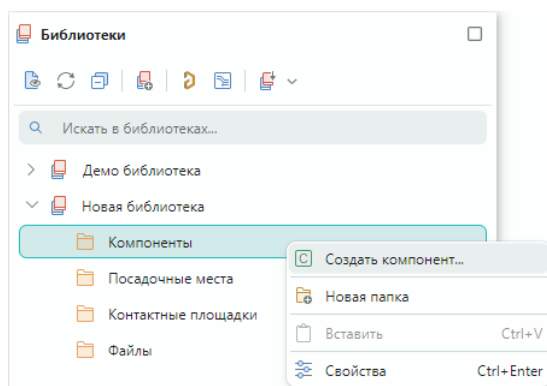 Библиотеки
Искать в библиотеках...
Демо библиотека
Новая библиотека
Компоненты
C Создать компонент...
Посадочные места
Новая папка
Контактные площадки
Вставить Ctrl+V
Файлы
Свойства Ctrl+Enter